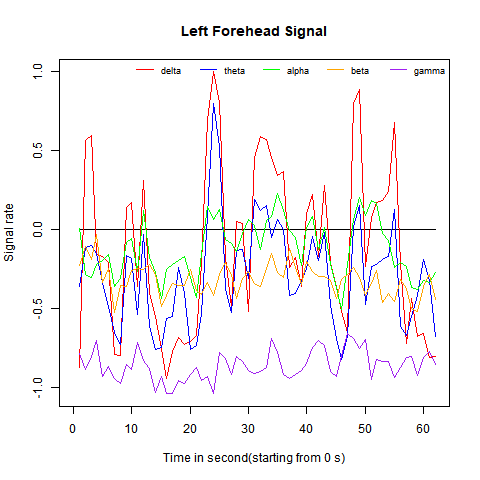 Left Forehead Signal
delta theta alpha beta gamma
1.0
0.5
0.0
-0.5
-1.0
Signal rate
0 10 20 30 40 50 60
Time in second(starting from 0 s)